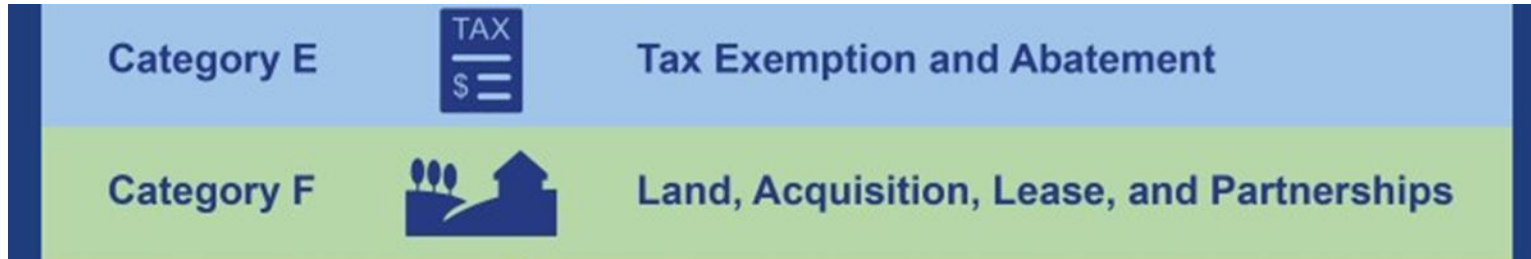 Category E
TAX
$
Tax Exemption and Abatement
Category F
Land, Acquisition, Lease, and Partnerships